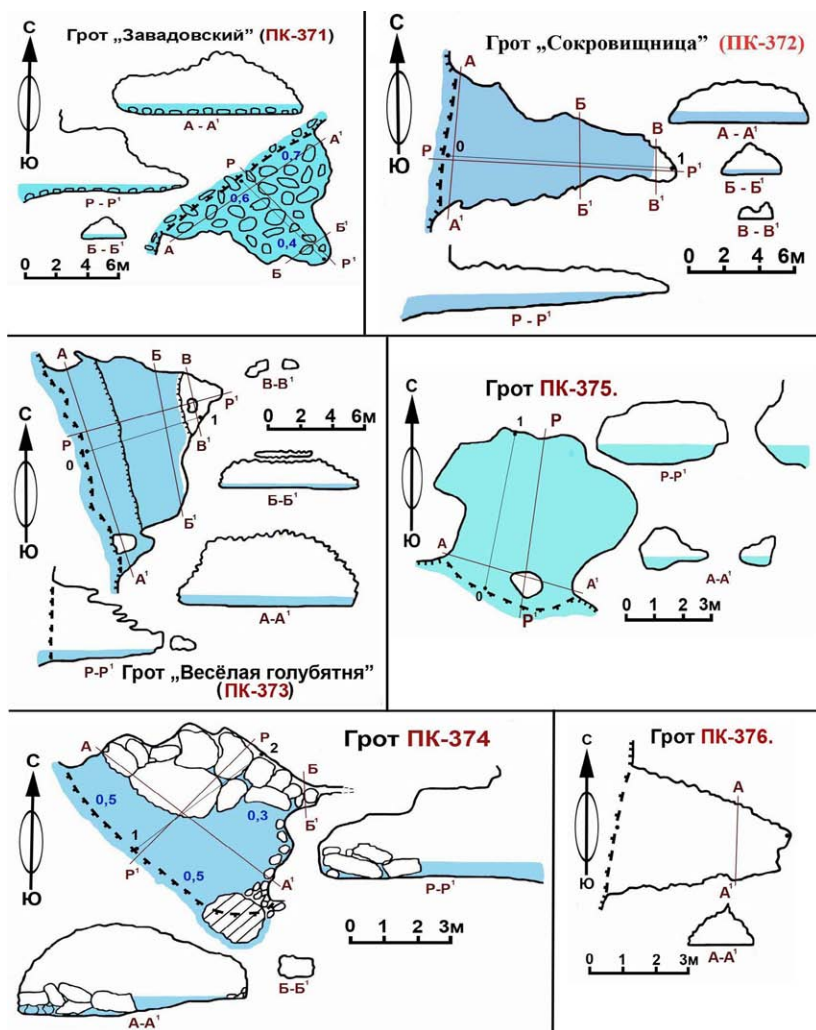 Грот „Завадовский” (ПК-371)
С
Ю
А - А¹
Р - Р¹
Б - Б¹
А¹
Р
0,7
0,6
0,4
А
Б¹
Б
Р¹
0 2 4 6м
Грот „Сокровищница” (ПК-372)
С
Ю
А
Б
В
Р
0
1
Р¹
А¹
Б¹
В¹
А - А¹
Б - Б¹
В - В¹
0 2 4 6м
Р - Р¹
С
Ю
А
Б
В
Р¹
1
В¹
Р
0
Б¹
А¹
В-В¹
0 2 4 6м
Б-Б¹
А-А¹
Р-Р¹
Грот „Весёлая голубятня”
(ПК-373)
Грот ПК-375.
С
Ю
1
Р
А
А¹
0
Р¹
Р-Р¹
А-А¹
0 1 2 3м
Грот ПК-374
С
Ю
А
Р
2
Б
0,5
0,3
Б¹
1
Р¹
0,5
А¹
Р-Р¹
0 1 2 3м
Б-Б¹
А-А¹
Грот ПК-376.
С
Ю
А
А¹
А-А¹
0 1 2 3м